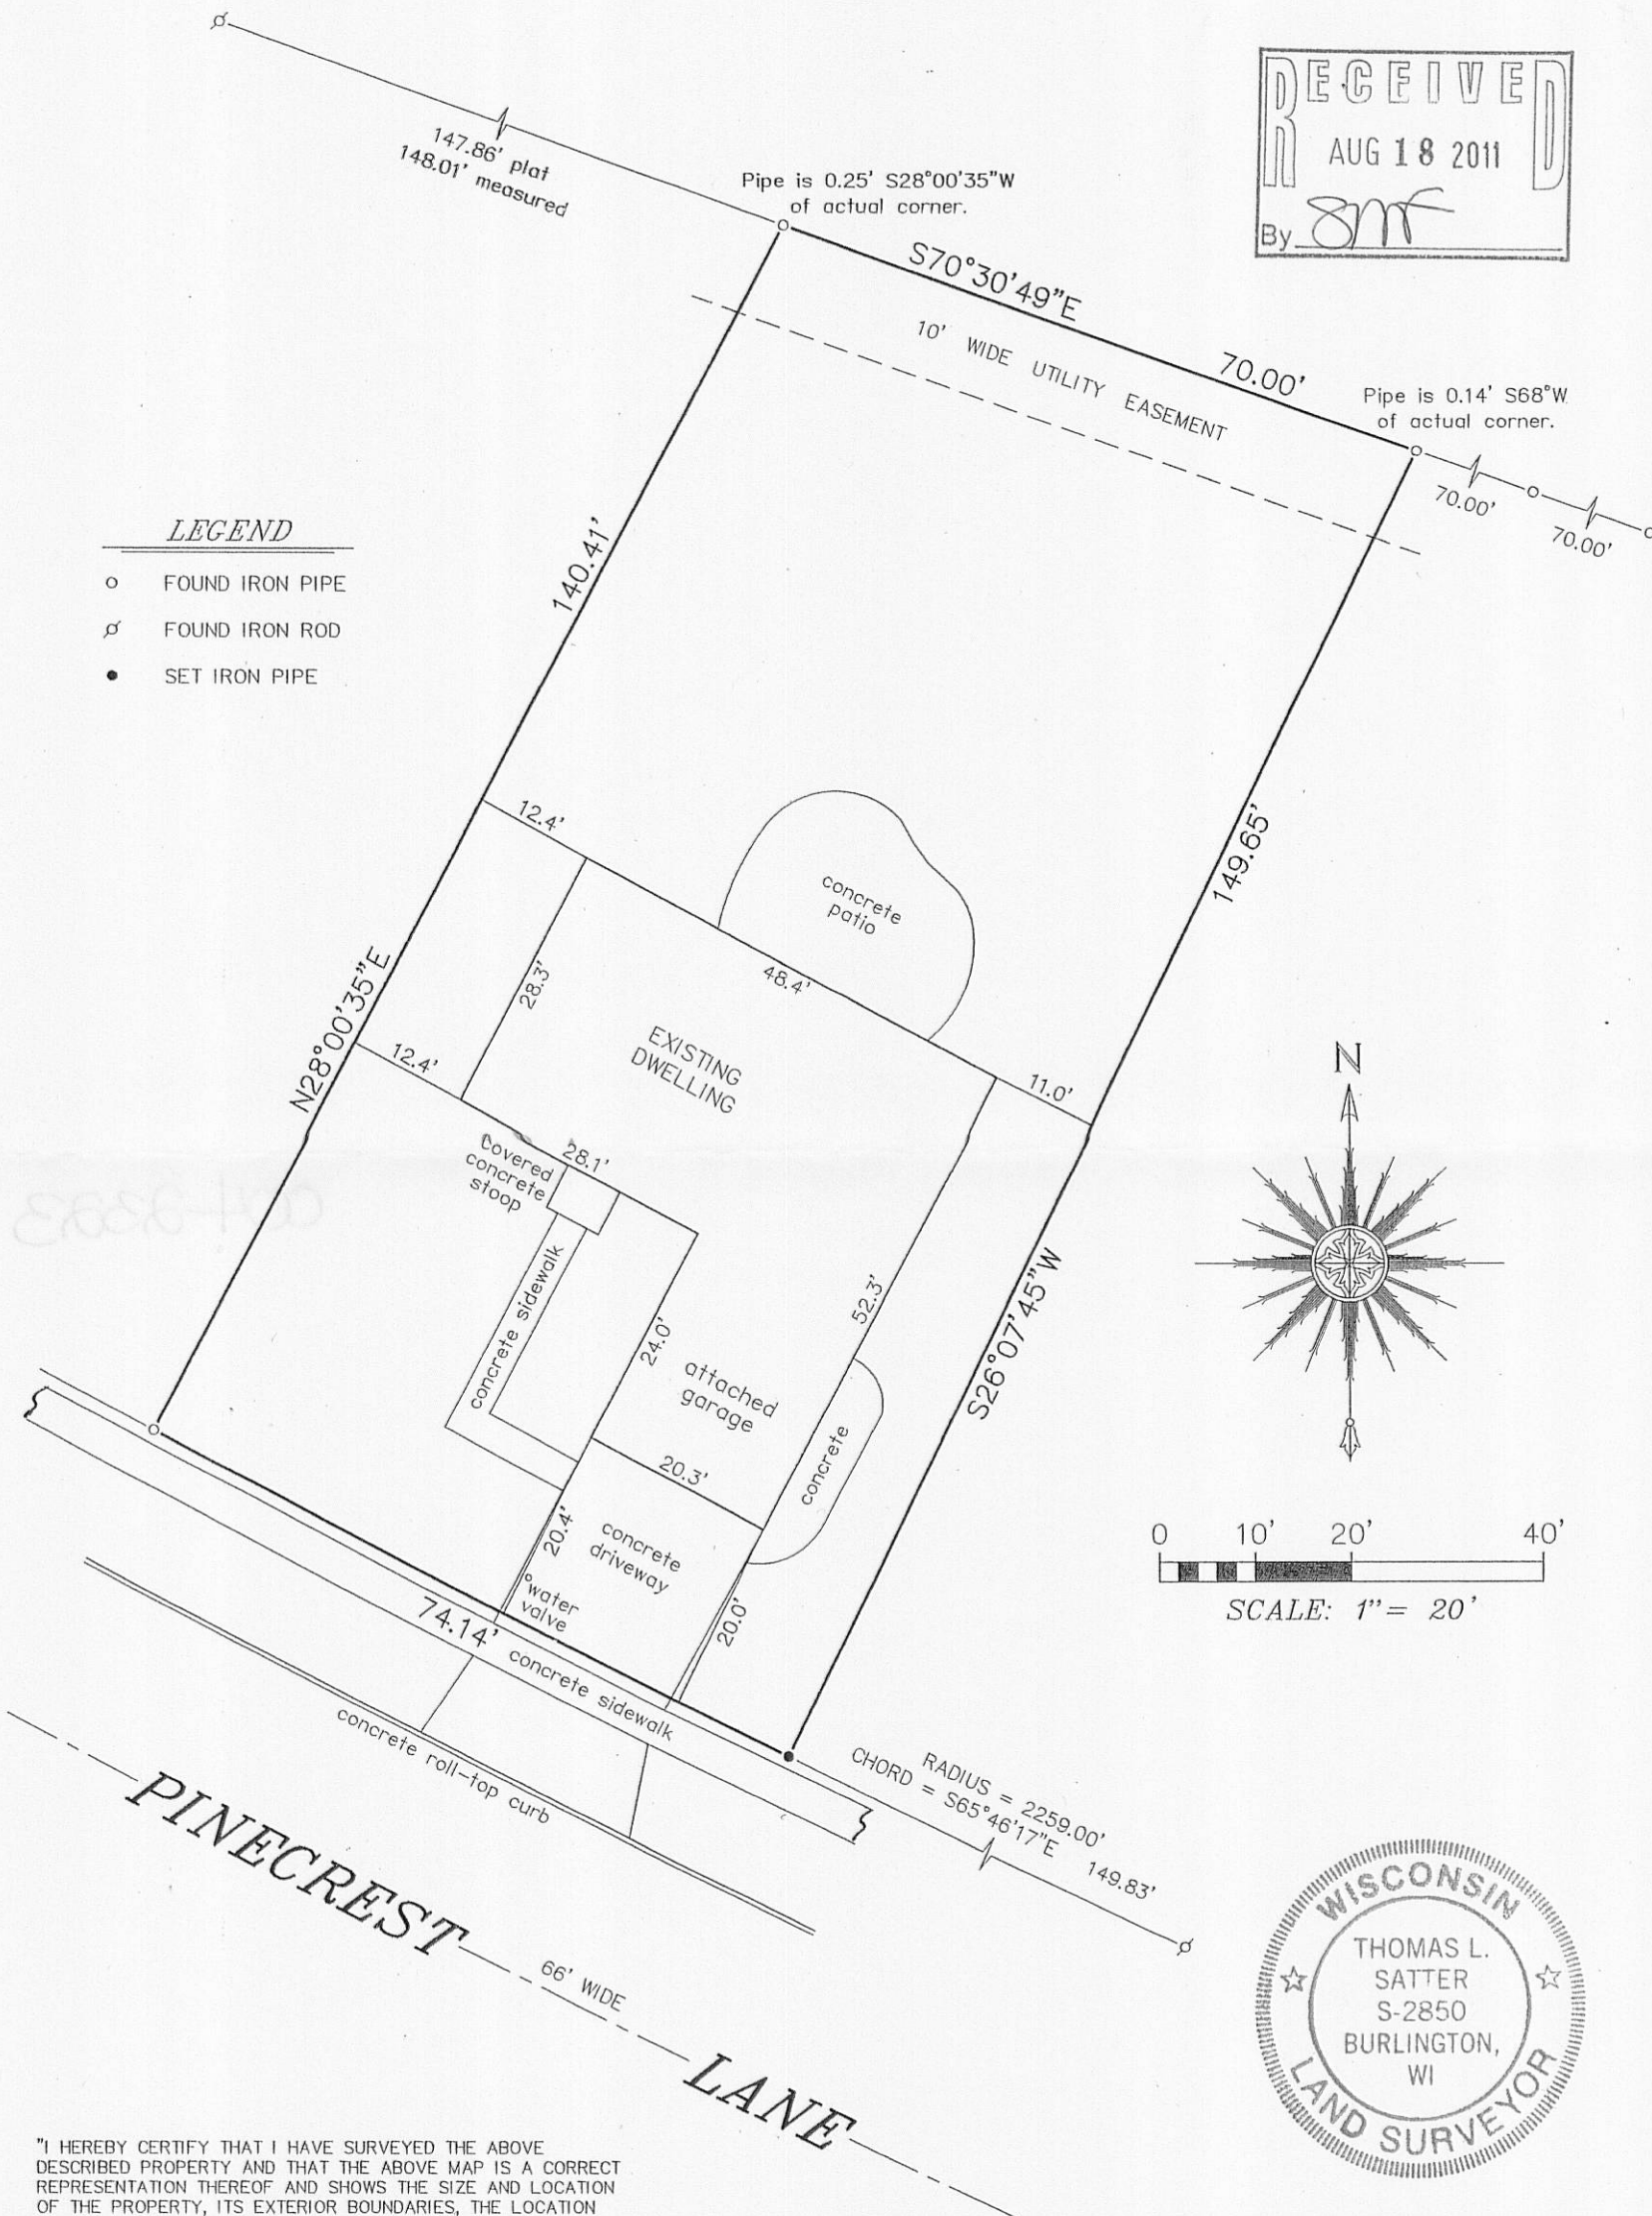 RECEIVED
AUG 18 2011
By SMF
147.86' plat
148.01' measured
Pipe is 0.25' S28°00'35"W
of actual corner.
S70°30'49"E
70.00'
10' WIDE UTILITY EASEMENT
Pipe is 0.14' S68°W
of actual corner.
70.00'
70.00'
LEGEND
o FOUND IRON PIPE
ø FOUND IRON ROD
● SET IRON PIPE
140.41'
N28°00'35"E
149.65'
S26°07'45"W
12.4'
concrete
patio
48.4'
28.3'
EXISTING
DWELLING
11.0'
12.4'
Covered
concrete
stoop
28.1'
concrete sidewalk
24.0'
52.3'
attached
garage
concrete
20.3'
20.4'
concrete
driveway
water
valve
20.0'
74.14'
concrete sidewalk
concrete roll-top curb
N
0 10' 20' 40'
SCALE: 1"= 20'
RADIUS = 2259.00'
CHORD = S65°46'17"E
149.83'
PINECREST
66' WIDE
LANE
WISCONSIN
THOMAS L.
SATTER
S-2850
BURLINGTON,
WI
LAND SURVEYOR
"I HEREBY CERTIFY THAT I HAVE SURVEYED THE ABOVE
DESCRIBED PROPERTY AND THAT THE ABOVE MAP IS A CORRECT
REPRESENTATION THEREOF AND SHOWS THE SIZE AND LOCATION
OF THE PROPERTY, ITS EXTERIOR BOUNDARIES, THE LOCATION